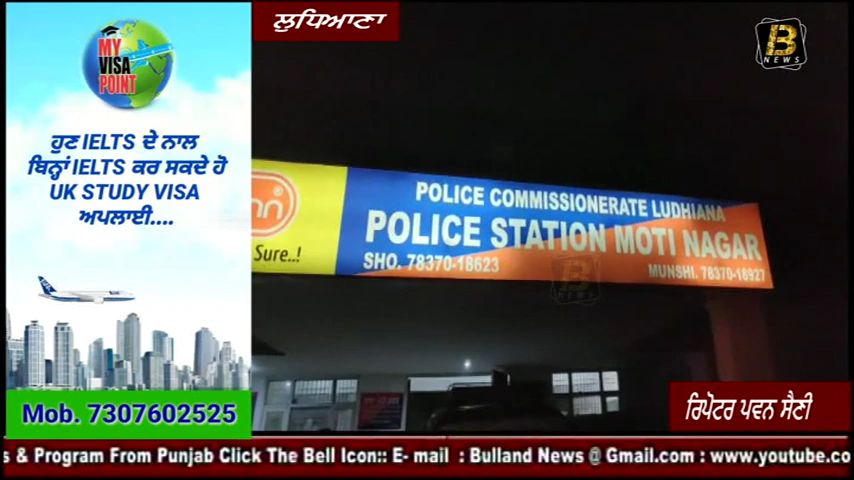 ਲੁਧਿਆਣਾ
B
NEWS
MY
VISA
POINT
ਹੁਣ IELTS ਦੇ ਨਾਲ
ਬਿਨ੍ਹਾਂ IELTS ਕਰ ਸਕਦੇ ਹੋ
UK STUDY VISA
ਅਪਲਾਈ....
Mob. 7307602525
Sure..!
POLICE COMMISSIONERATE LUDHIANA
POLICE STATION MOTI NAGAR
SHO. 78370-18623
MUNSHI. 78370-18927
B
NEWS
ਰਿਪੋਟਰ ਪਵਨ ਸੈਣੀ
s & Program From Punjab Click The Bell Icon:: E- mail : Bulland News @ Gmail.com : www.youtube.co